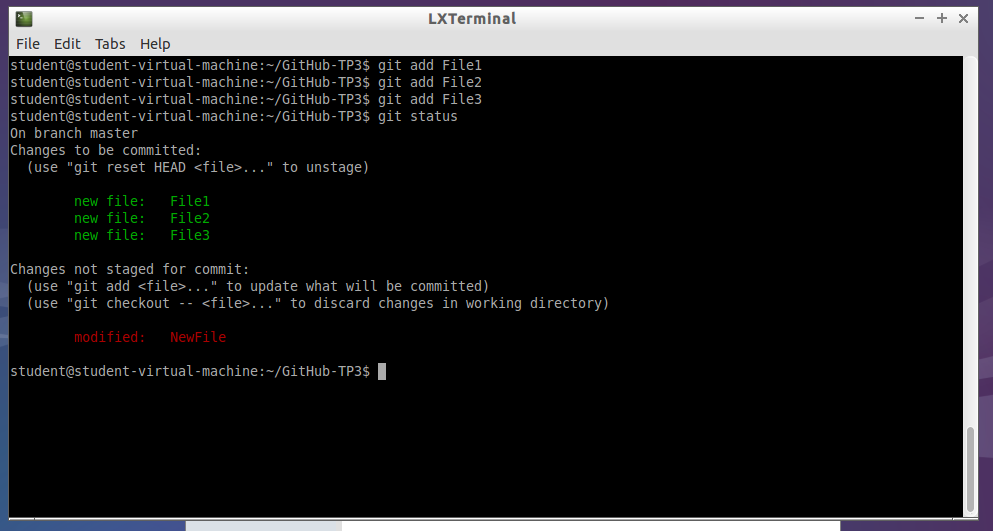 LXTerminal
File Edit Tabs Help
student@student-virtual-machine:~/GitHub-TP3$ git add File1
student@student-virtual-machine:~/GitHub-TP3$ git add File2
student@student-virtual-machine:~/GitHub-TP3$ git add File3
student@student-virtual-machine:~/GitHub-TP3$ git status
On branch master
Changes to be committed:
  (use "git reset HEAD <file>..." to unstage)
        new file:   File1
        new file:   File2
        new file:   File3
Changes not staged for commit:
  (use "git add <file>..." to update what will be committed)
  (use "git checkout -- <file>..." to discard changes in working directory)
        modified:   NewFile
student@student-virtual-machine:~/GitHub-TP3$